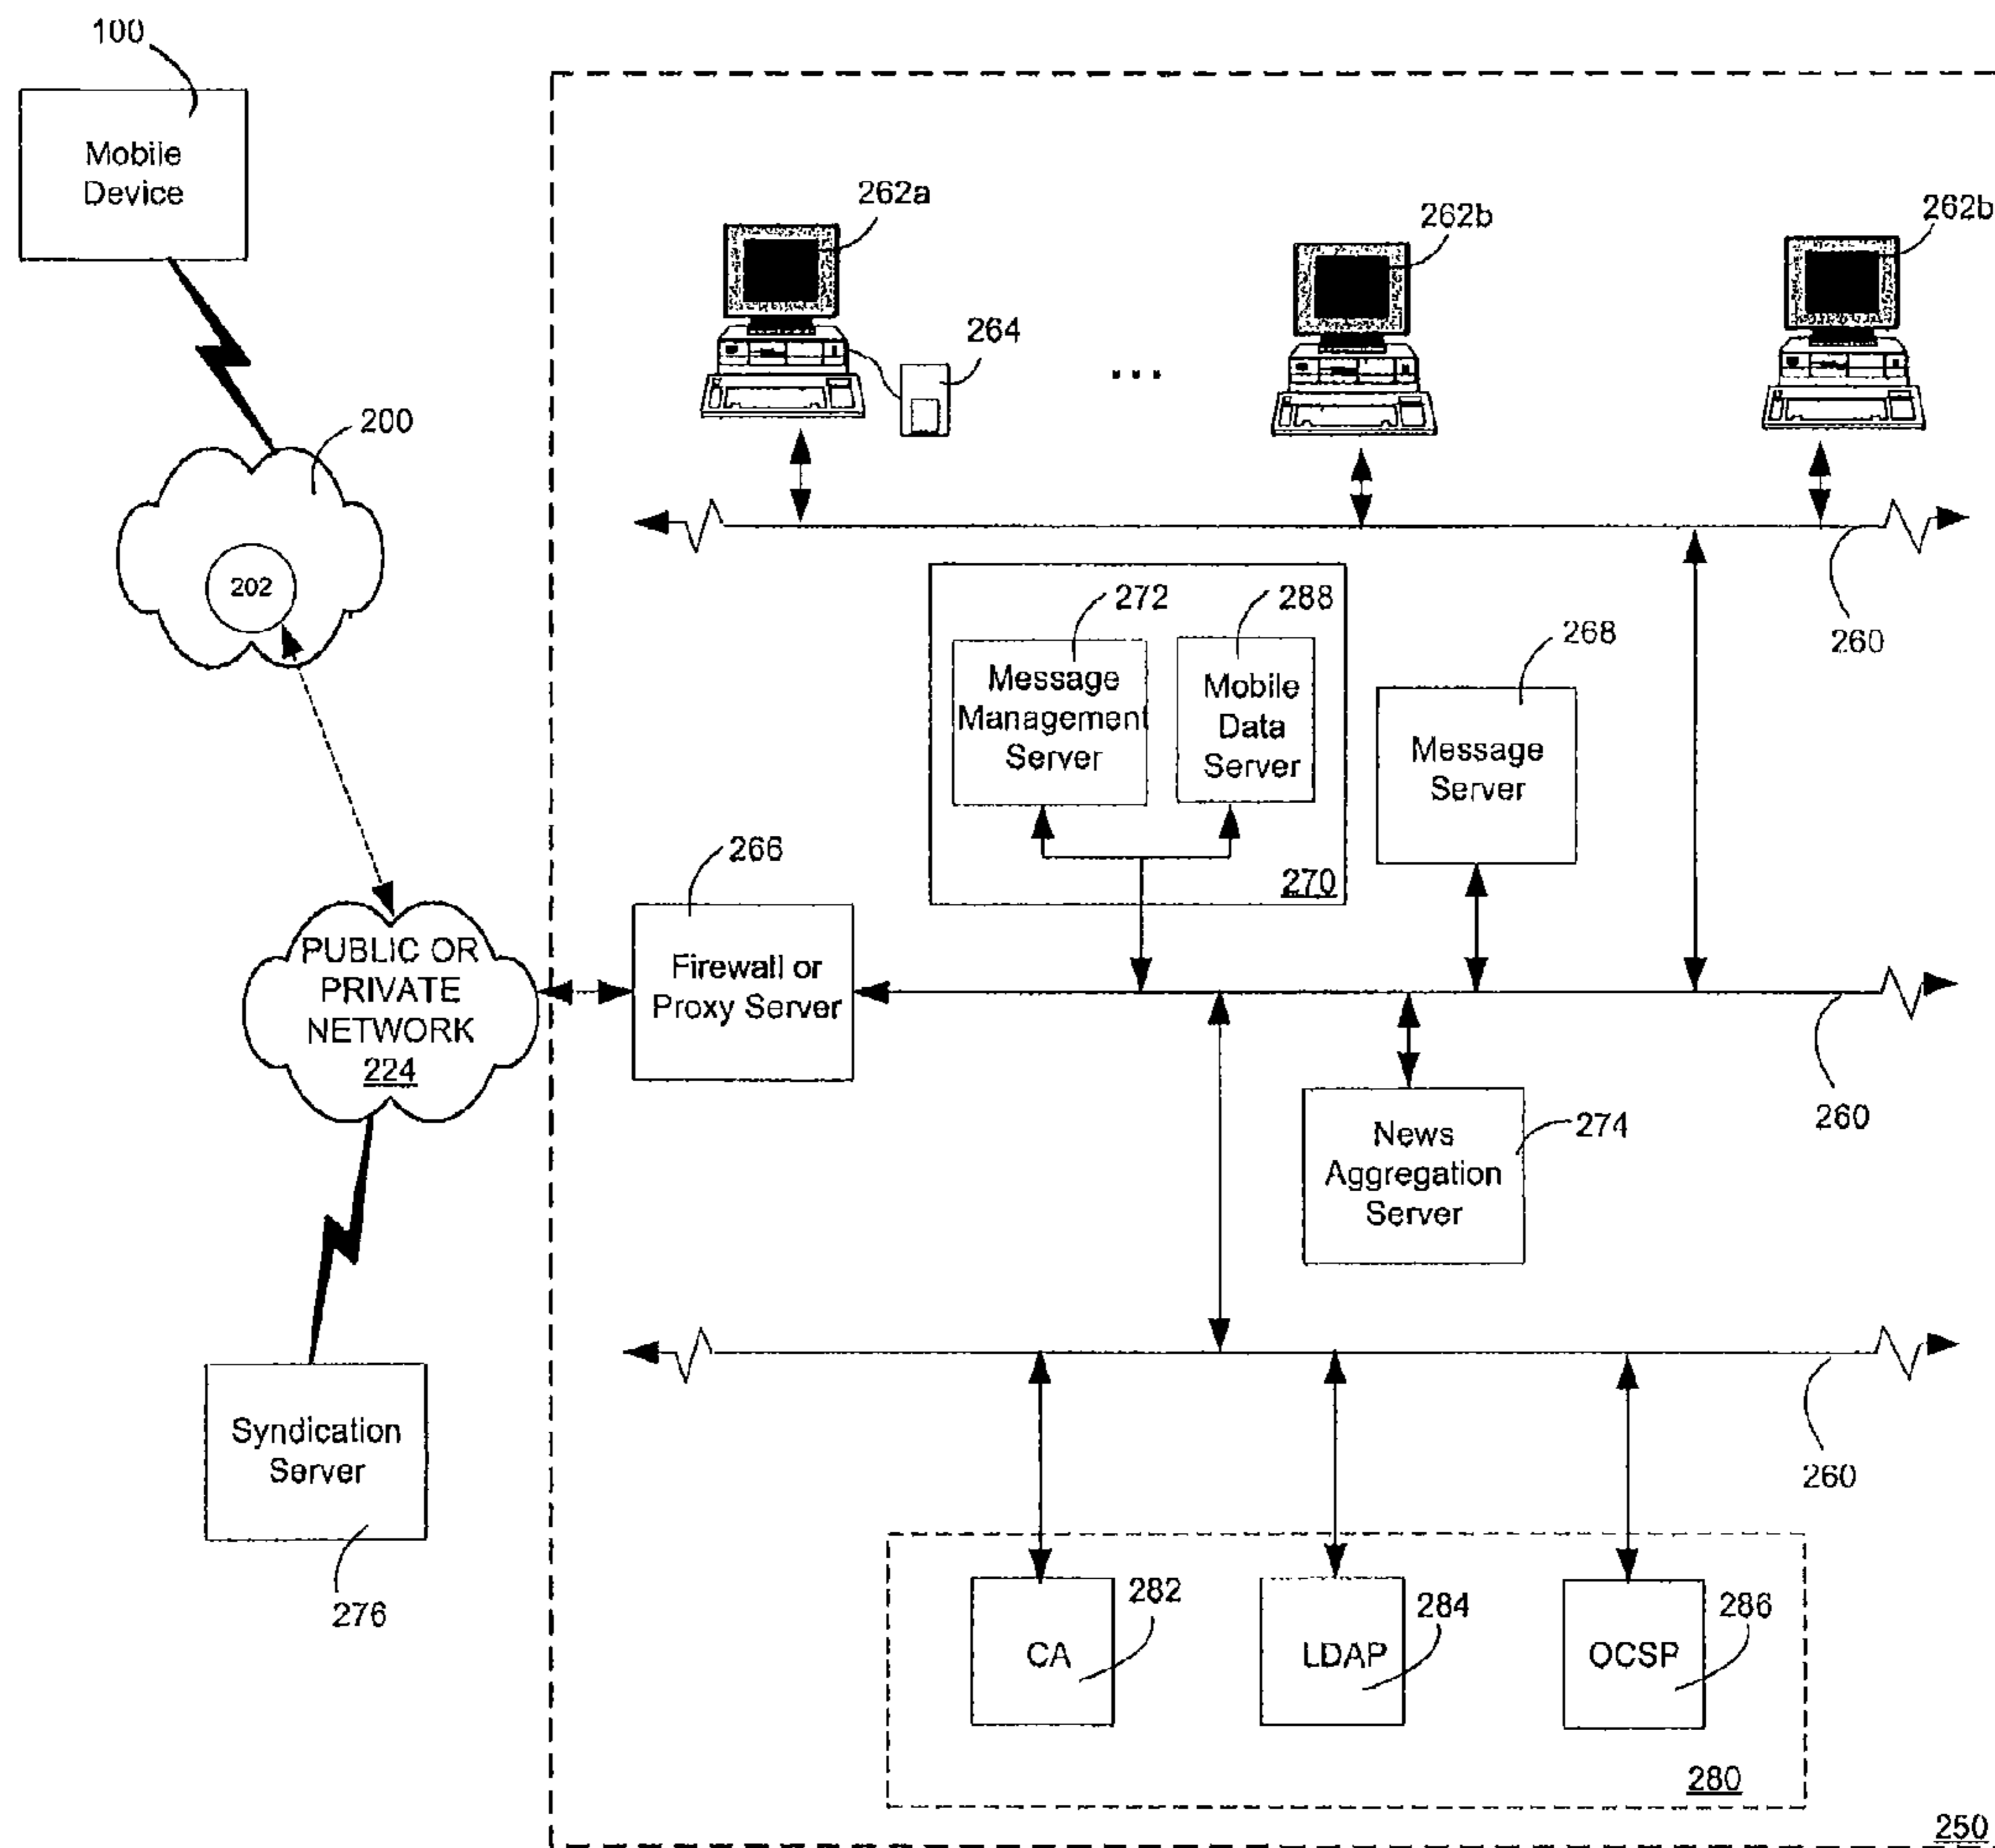 100
Mobile
Device
262a
262b
262b
264
...
200
202
260
272
288
268
Message
Management
Server
Mobile
Data
Server
Message
Server
270
266
Firewall or
Proxy Server
PUBLIC OR
PRIVATE
NETWORK
224
260
News
Aggregation
Server
274
Syndication
Server
276
260
282
284
286
CA
LDAP
OCSP
280
250